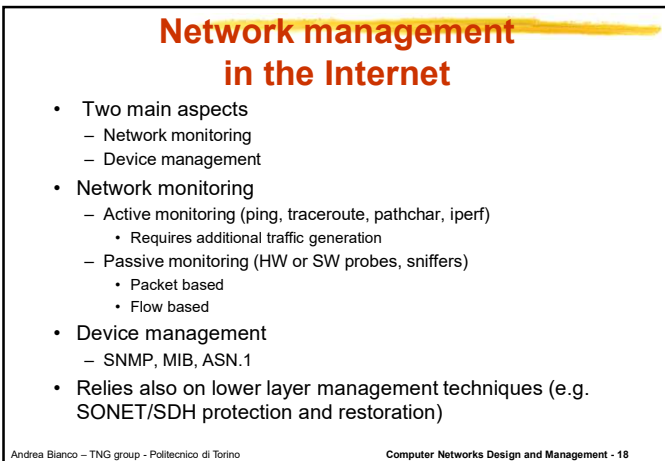 Network management
in the Internet
• Two main aspects
– Network monitoring
– Device management
• Network monitoring
– Active monitoring (ping, traceroute, pathchar, iperf)
• Requires additional traffic generation
– Passive monitoring (HW or SW probes, sniffers)
• Packet based
• Flow based
• Device management
– SNMP, MIB, ASN.1
• Relies also on lower layer management techniques (e.g.
SONET/SDH protection and restoration)
Andrea Bianco – TNG group - Politecnico di Torino
Computer Networks Design and Management - 18